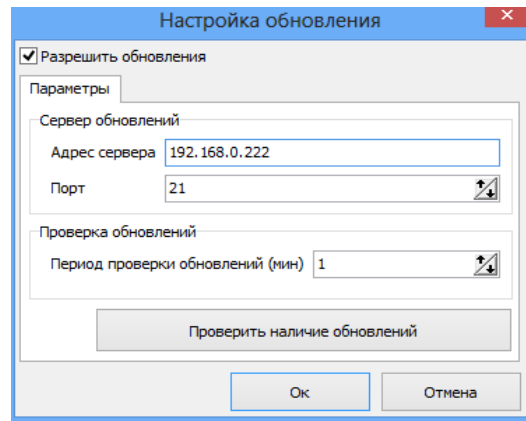 Настройка обновления
Разрешить обновления
Параметры
Сервер обновлений
Адрес сервера 192.168.0.222
Порт 21
Проверка обновлений
Период проверки обновлений (мин) 1
Проверить наличие обновлений
Ок Отмена